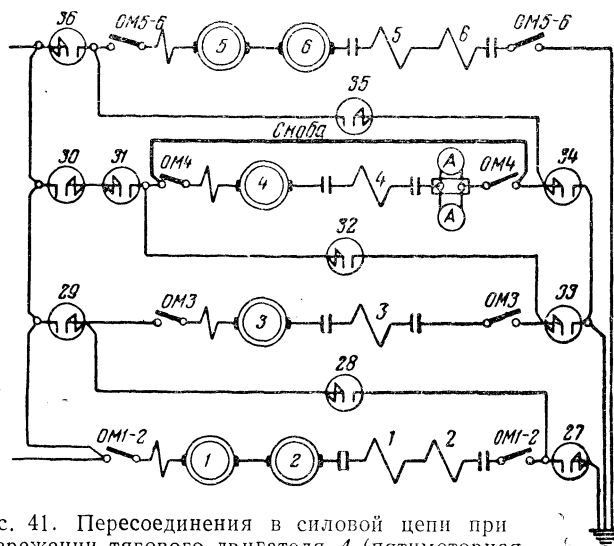 36
ОМ5-6
5
6
5
6
ОМ5-6
35
Скоба
30
31
ОМ4
4
4
А
ОМ4
34
А
32
29
ОМ3
3
3
ОМ3
33
28
ОМ1-2
1
2
1
2
ОМ1-2
27
с. 41. Пересоединения в силовой цепи при
тягового двигателя 4 (пятимоторная